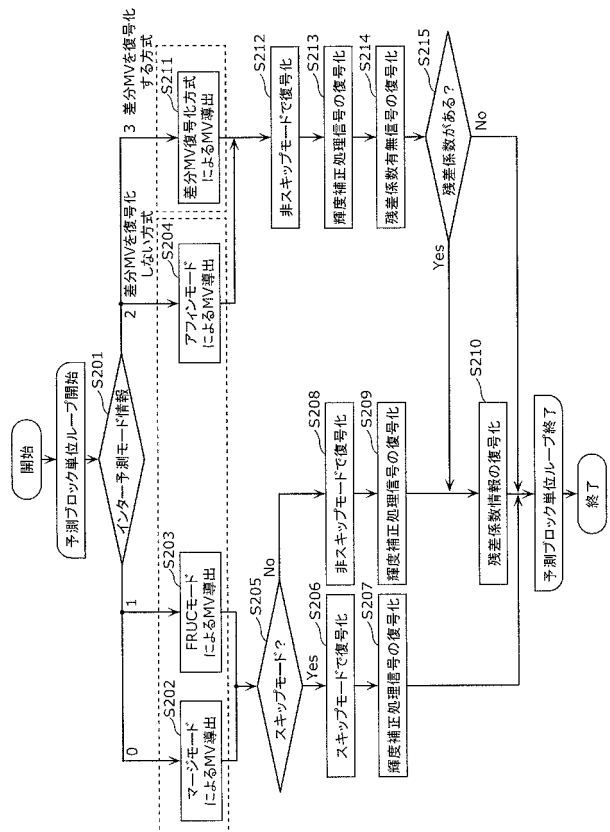 開始
予測ブロック単位ループ開始
S201
インター予測モード情報
0
1
2
3
差分MVを復号化
しない方式
差分MVを復号化
する方式
S202
マージモード
によるMV導出
S203
FRUCモード
によるMV導出
S204
アフィンモード
によるMV導出
S211
差分MV復号化方式
によるMV導出
S205
スキップモード?
Yes
No
S206
スキップモードで復号化
S207
輝度補正処理信号の復号化
S208
非スキップモードで復号化
S209
輝度補正処理信号の復号化
S212
非スキップモードで復号化
S213
輝度補正処理信号の復号化
S214
残差係数有無信号の復号化
S215
残差係数がある?
Yes
No
S210
残差係数情報の復号化
予測ブロック単位ループ終了
終了